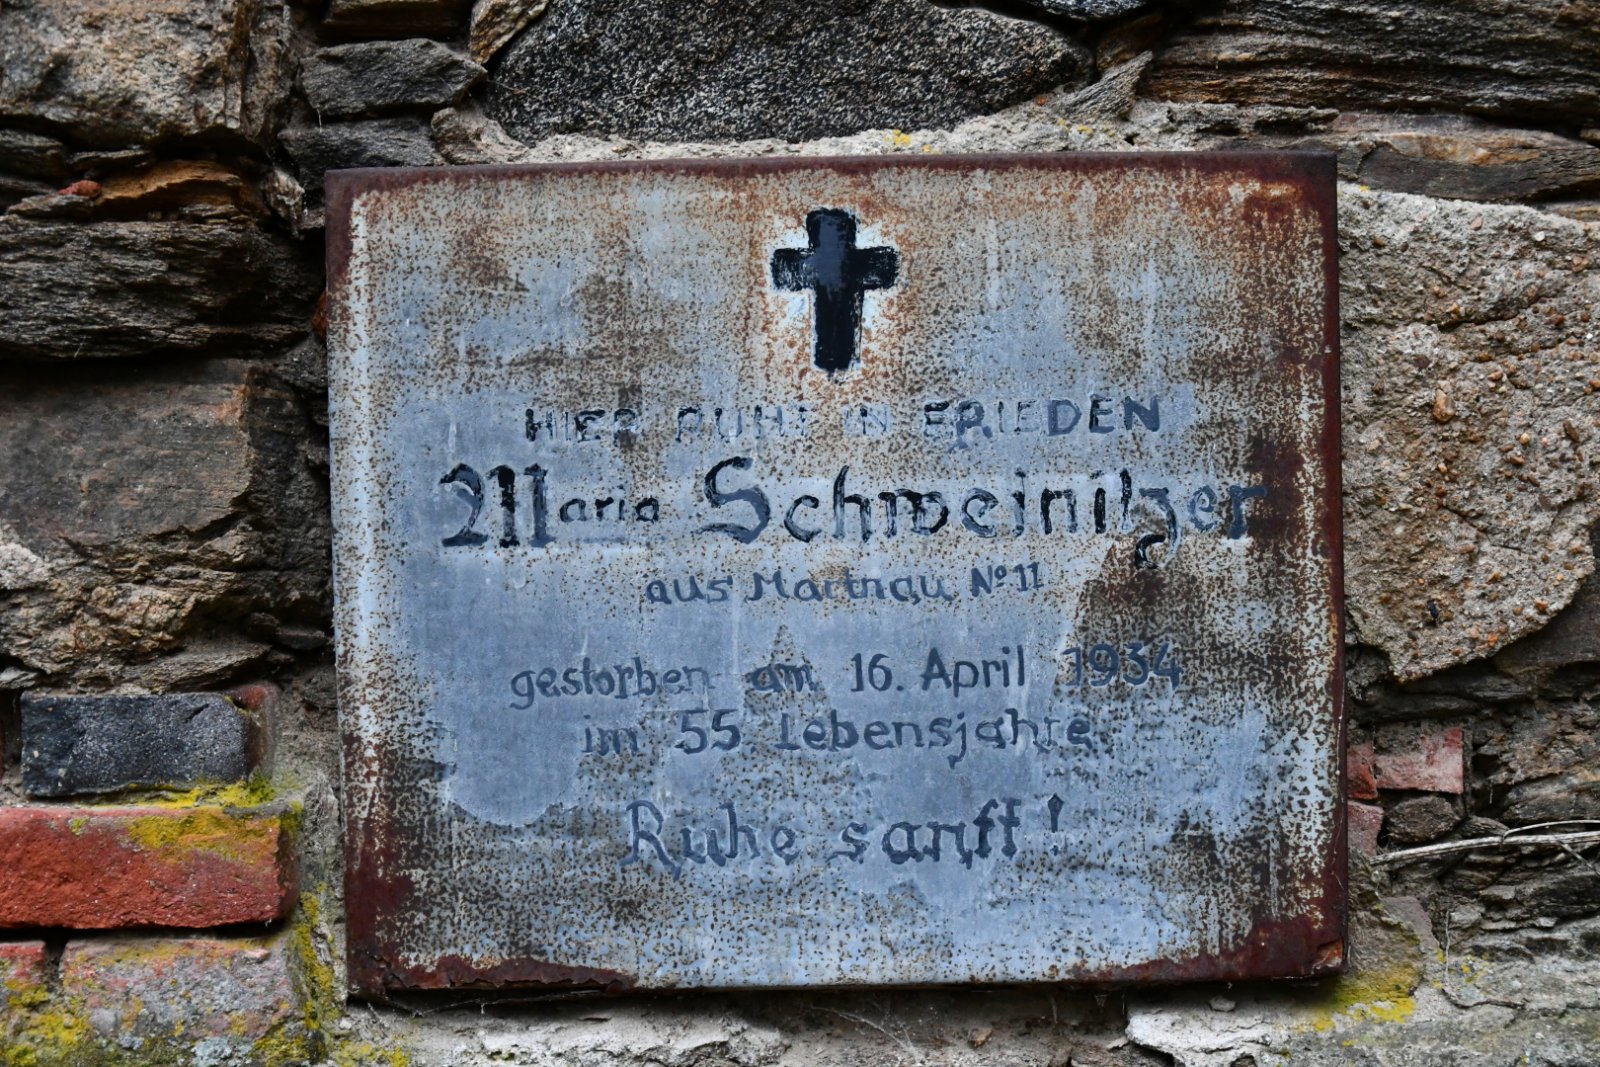 HIER RUHT IN FRIEDEN
Maria Schweinitzer
aus Martnau № 11
gestorben am 16. April 1934
im 55. Lebensjahre.
Ruhe sanft!